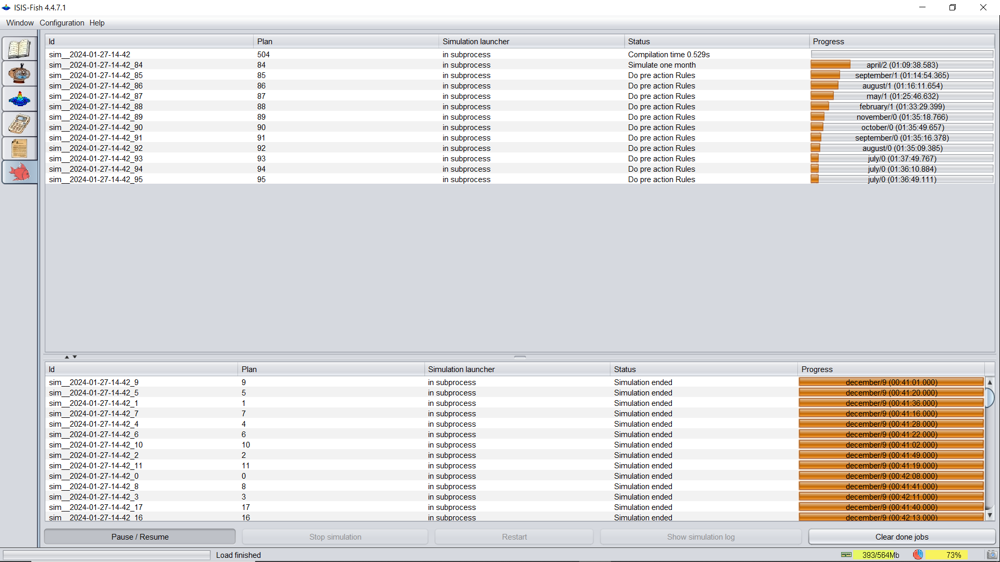 ISIS-Fish 4.4.7.1
Window Configuration Help
Id Plan Simulation launcher Status Progress
sim__2024-01-27-14-42 504 in subprocess Compilation time 0.529s
sim__2024-01-27-14-42_84 84 in subprocess Simulate one month april/2 (01:09:38.583)
sim__2024-01-27-14-42_85 85 in subprocess Do pre action Rules september/1 (01:14:54.365)
sim__2024-01-27-14-42_86 86 in subprocess Do pre action Rules august/1 (01:16:11.654)
sim__2024-01-27-14-42_87 87 in subprocess Do pre action Rules may/1 (01:25:46.632)
sim__2024-01-27-14-42_88 88 in subprocess Do pre action Rules february/1 (01:33:29.399)
sim__2024-01-27-14-42_89 89 in subprocess Do pre action Rules november/0 (01:35:18.766)
sim__2024-01-27-14-42_90 90 in subprocess Do pre action Rules october/0 (01:35:49.657)
sim__2024-01-27-14-42_91 91 in subprocess Do pre action Rules september/0 (01:35:16.378)
sim__2024-01-27-14-42_92 92 in subprocess Do pre action Rules august/0 (01:35:09.385)
sim__2024-01-27-14-42_93 93 in subprocess Do pre action Rules july/0 (01:37:49.767)
sim__2024-01-27-14-42_94 94 in subprocess Do pre action Rules july/0 (01:36:10.884)
sim__2024-01-27-14-42_95 95 in subprocess Do pre action Rules july/0 (01:36:49.111)
Id Plan Simulation launcher Status Progress
sim__2024-01-27-14-42_9 9 in subprocess Simulation ended december/9 (00:41:01.000)
sim__2024-01-27-14-42_5 5 in subprocess Simulation ended december/9 (00:41:20.000)
sim__2024-01-27-14-42_1 1 in subprocess Simulation ended december/9 (00:41:36.000)
sim__2024-01-27-14-42_7 7 in subprocess Simulation ended december/9 (00:41:16.000)
sim__2024-01-27-14-42_4 4 in subprocess Simulation ended december/9 (00:41:28.000)
sim__2024-01-27-14-42_6 6 in subprocess Simulation ended december/9 (00:41:22.000)
sim__2024-01-27-14-42_10 10 in subprocess Simulation ended december/9 (00:41:02.000)
sim__2024-01-27-14-42_2 2 in subprocess Simulation ended december/9 (00:41:49.000)
sim__2024-01-27-14-42_11 11 in subprocess Simulation ended december/9 (00:41:19.000)
sim__2024-01-27-14-42_0 0 in subprocess Simulation ended december/9 (00:42:08.000)
sim__2024-01-27-14-42_8 8 in subprocess Simulation ended december/9 (00:41:41.000)
sim__2024-01-27-14-42_3 3 in subprocess Simulation ended december/9 (00:42:11.000)
sim__2024-01-27-14-42_17 17 in subprocess Simulation ended december/9 (00:41:40.000)
sim__2024-01-27-14-42_16 16 in subprocess Simulation ended december/9 (00:42:13.000)
Pause / Resume Stop simulation Restart Show simulation log Clear done jobs
Load finished 393/564Mb 73%